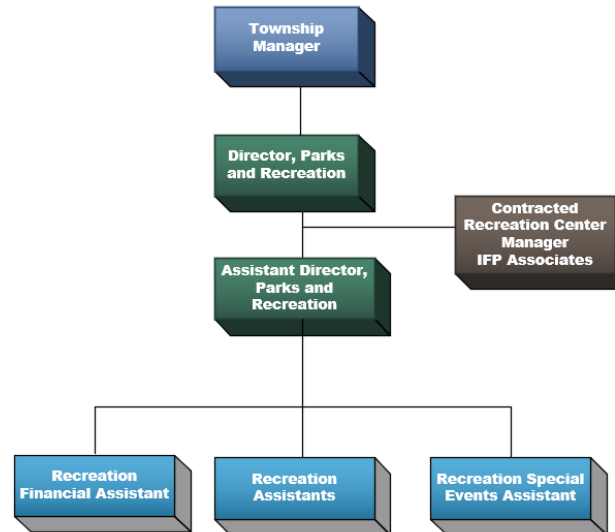 Township
Manager
Director, Parks
and Recreation
Contracted
Recreation Center
Manager
IFP Associates
Assistant Director,
Parks and
Recreation
Recreation
Financial Assistant
Recreation
Assistants
Recreation Special
Events Assistant